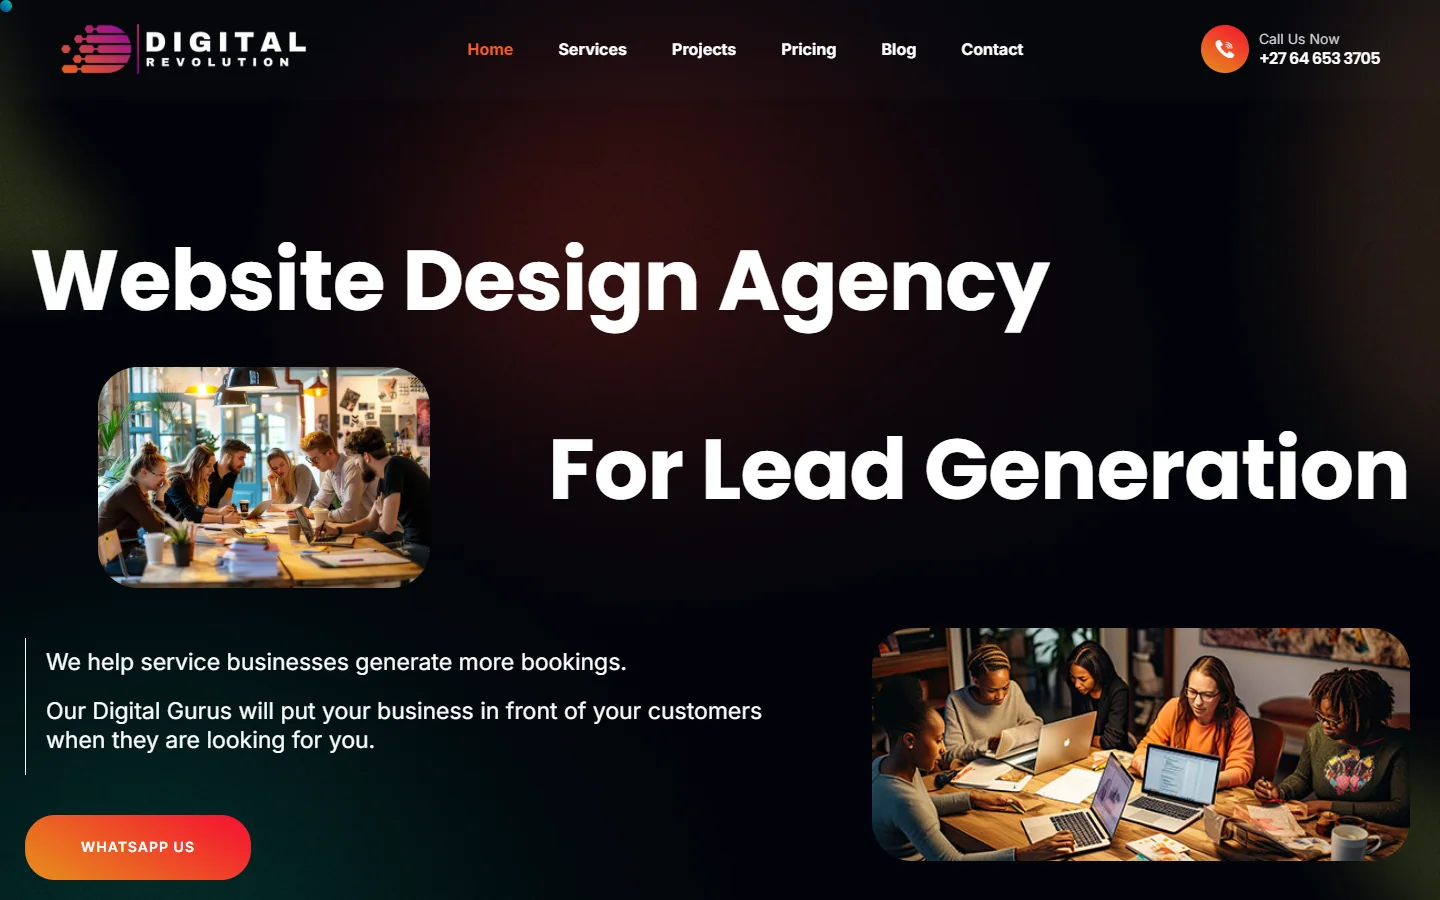 DIGITAL
REVOLUTION
Home
Services
Projects
Pricing
Blog
Contact
Call Us Now
+27 64 653 3705
Website Design Agency
For Lead Generation
We help service businesses generate more bookings.
Our Digital Gurus will put your business in front of your customers
when they are looking for you.
WHATSAPP US